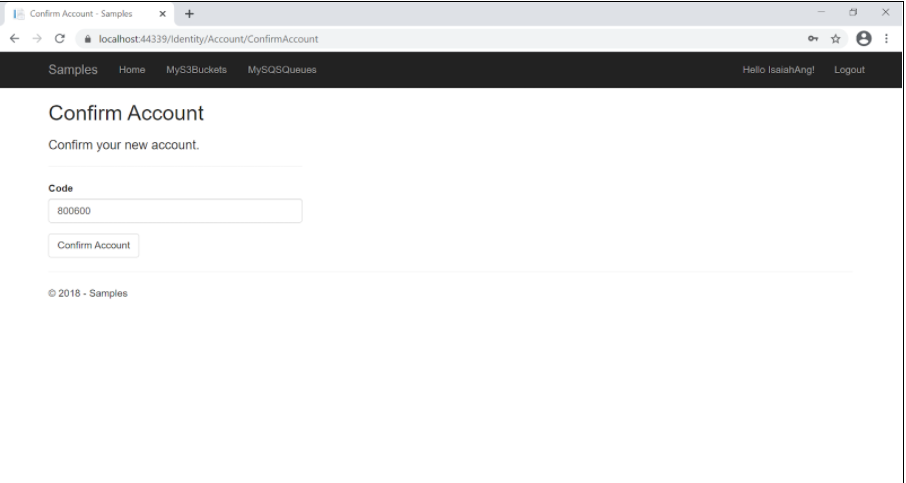 Confirm Account - Samples
localhost:44339/Identity/Account/ConfirmAccount
Samples Home MyS3Buckets MySQSQueues Hello IsaiahAng! Logout
Confirm Account
Confirm your new account.
Code
800600
Confirm Account
© 2018 - Samples